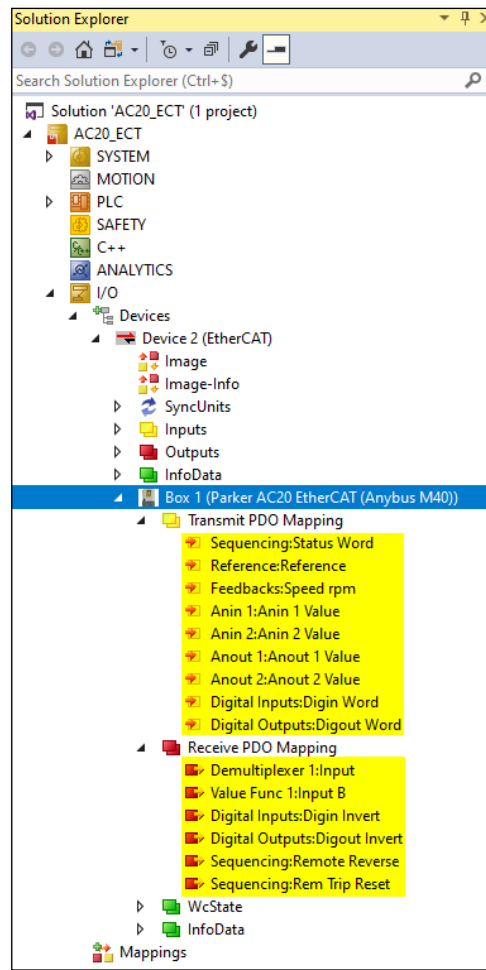 Solution Explorer
Search Solution Explorer (Ctrl+$)
Solution 'AC20_ECT' (1 project)
AC20_ECT
SYSTEM
MOTION
PLC
SAFETY
C++
ANALYTICS
I/O
Devices
Device 2 (EtherCAT)
Image
Image-Info
SyncUnits
Inputs
Outputs
InfoData
Box 1 (Parker AC20 EtherCAT (Anybus M40))
Transmit PDO Mapping
Sequencing:Status Word
Reference:Reference
Feedbacks:Speed rpm
Anin 1:Anin 1 Value
Anin 2:Anin 2 Value
Anout 1:Anout 1 Value
Anout 2:Anout 2 Value
Digital Inputs:Digin Word
Digital Outputs:Digout Word
Receive PDO Mapping
Demultiplexer 1:Input
Value Func 1:Input B
Digital Inputs:Digin Invert
Digital Outputs:Digout Invert
Sequencing:Remote Reverse
Sequencing:Rem Trip Reset
WcState
InfoData
Mappings